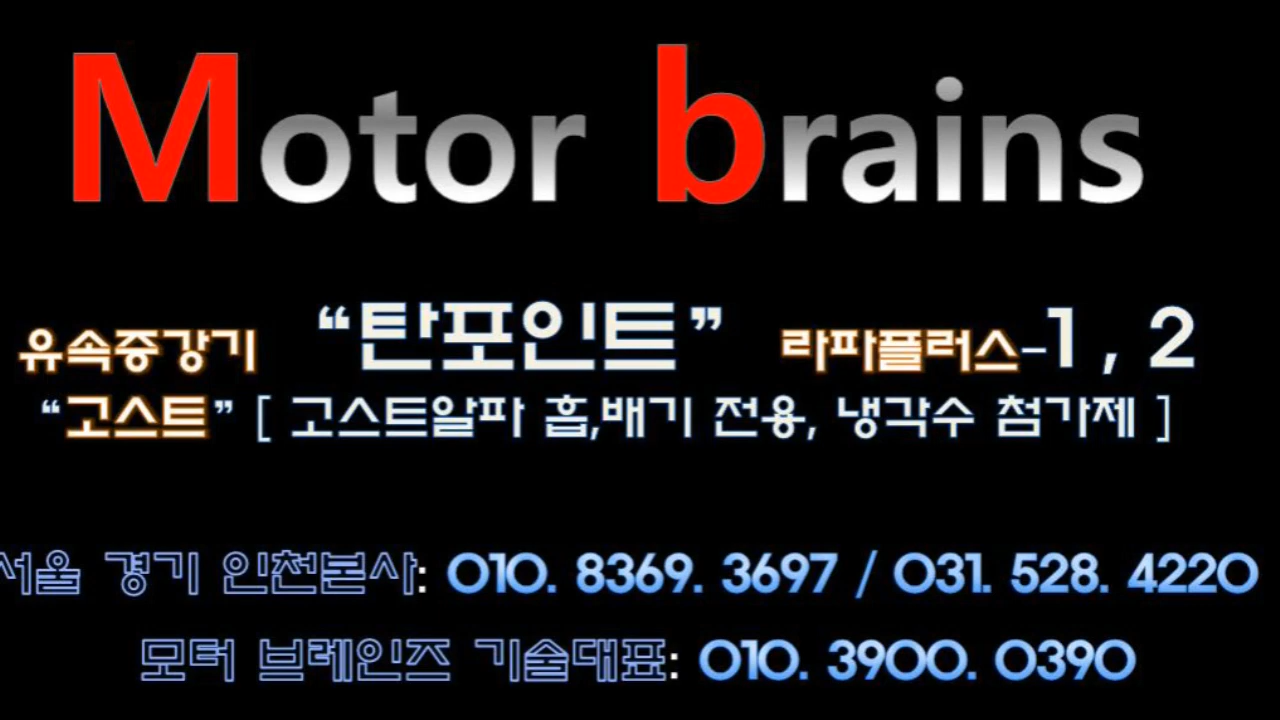 Motor brains
유속증강기 “탄포인트” 라파플러스-1 , 2
“고스트” [ 고스트알파 흡,배기 전용, 냉각수 첨가제 ]
서울 경기 인천본사: 010. 8369. 3697 / 031. 528. 4220
모터 브레인즈 기술대표: 010. 3900. 0390